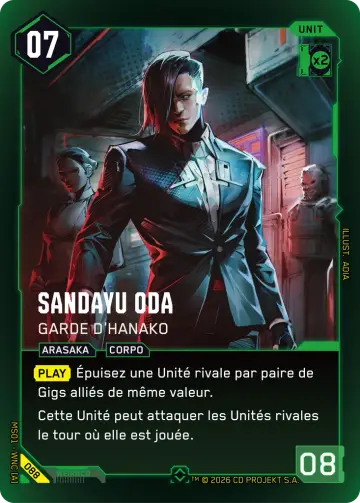 07
UNIT
x2
ILLUST. ADIA
SANDAYU ODA
GARDE D'HANAKO
ARASAKA
CORPO
PLAY Épuisez une Unité rivale par paire de
Gigs alliés de même valeur.
Cette Unité peut attaquer les Unités rivales
le tour où elle est jouée.
088
08
™ © 2026 CD PROJEKT S.A.